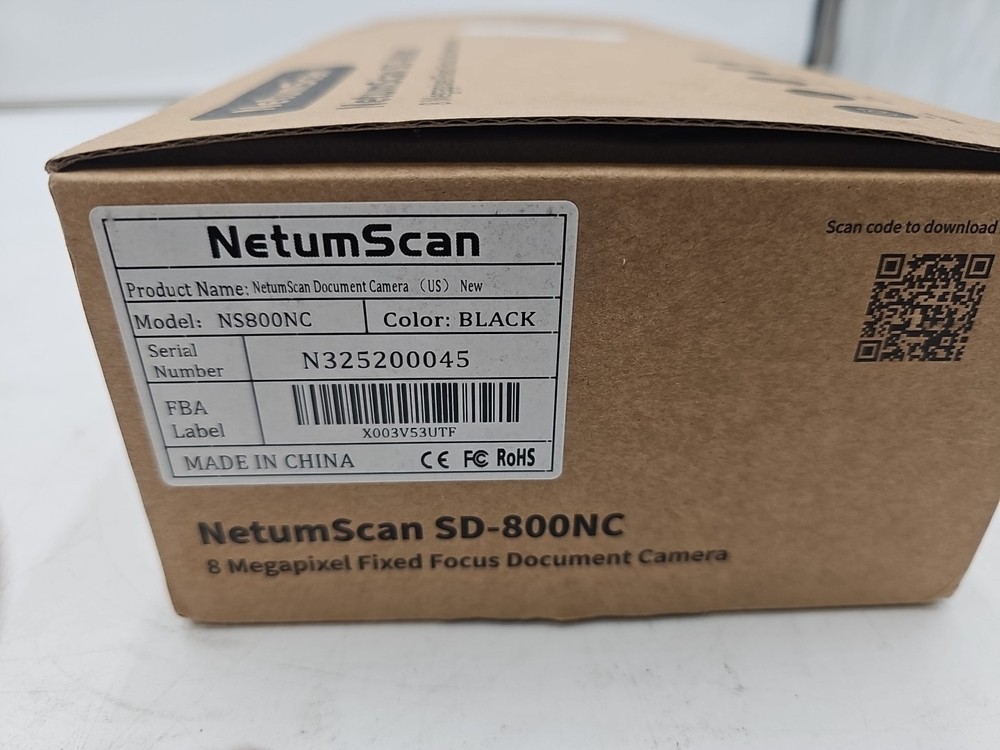 NetumScan
NetumScan
Product Name: NetumScan Document Camera （US） New
Model: NS800NC
Color: BLACK
Serial Number
N325200045
FBA Label
X003V53UTF
MADE IN CHINA
CE FC RoHS
Scan code to download
NetumScan SD-800NC
8 Megapixel Fixed Focus Document Camera